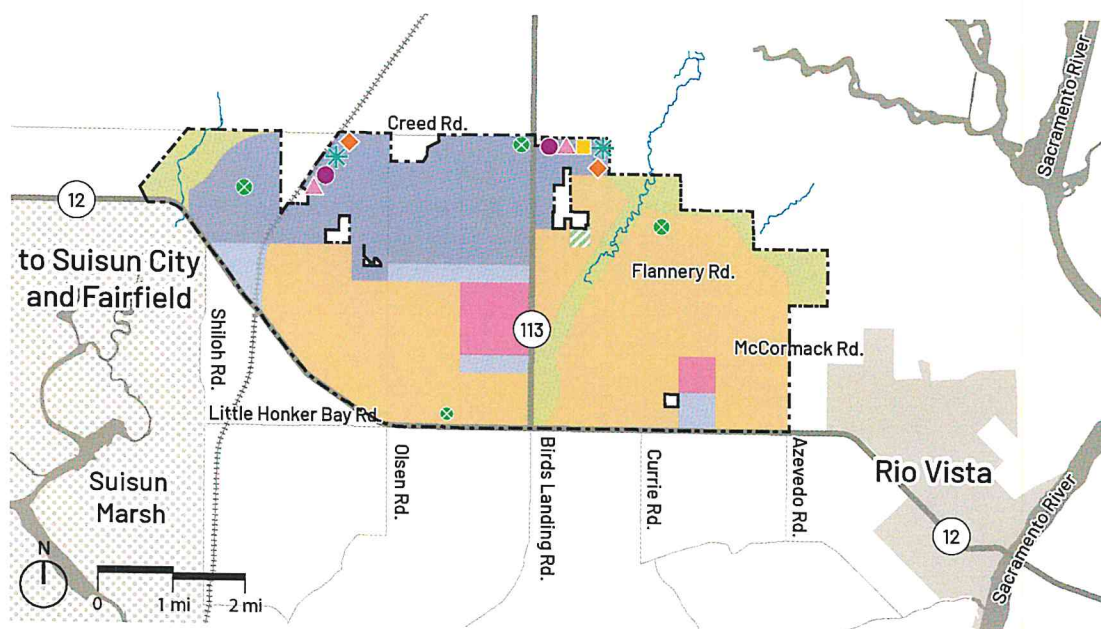 Creed Rd.
Sacramento River
12
to Suisun City
and Fairfield
Flannery Rd.
Shiloh Rd.
113
McCormack Rd.
Little Honker Bay Rd.
Suisun
Marsh
Olsen Rd.
Birds Landing Rd.
Currie Rd.
Azevedo Rd.
Rio Vista
12
Sacramento River
N
0 1 mi 2 mi